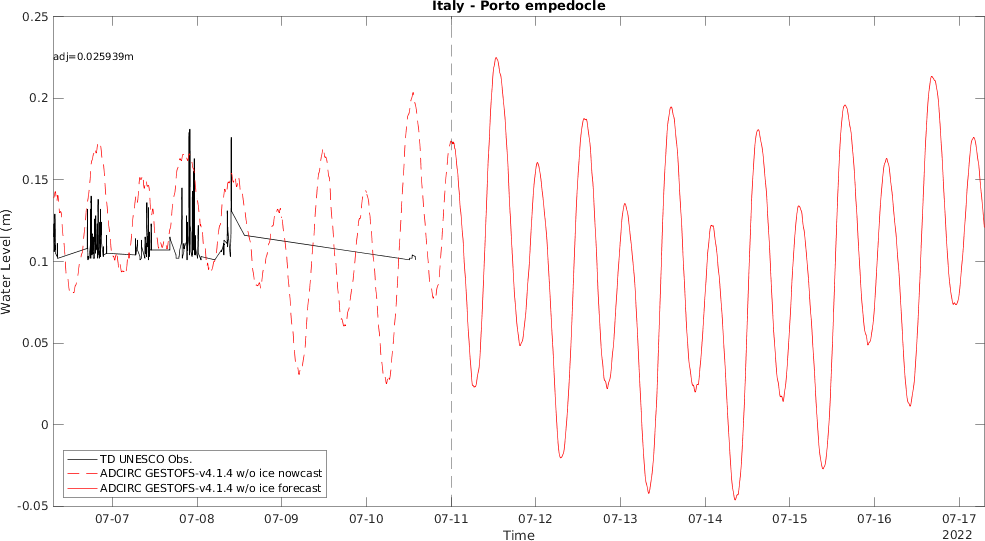 Italy - Porto empedocle
0.25
0.2
0.15
0.1
0.05
0
-0.05
Water Level (m)
adj=0.025939m
TD UNESCO Obs.
ADCIRC GESTOFS-v4.1.4 w/o ice nowcast
ADCIRC GESTOFS-v4.1.4 w/o ice forecast
07-07 07-08 07-09 07-10 07-11 07-12 07-13 07-14 07-15 07-16 07-17
Time
2022